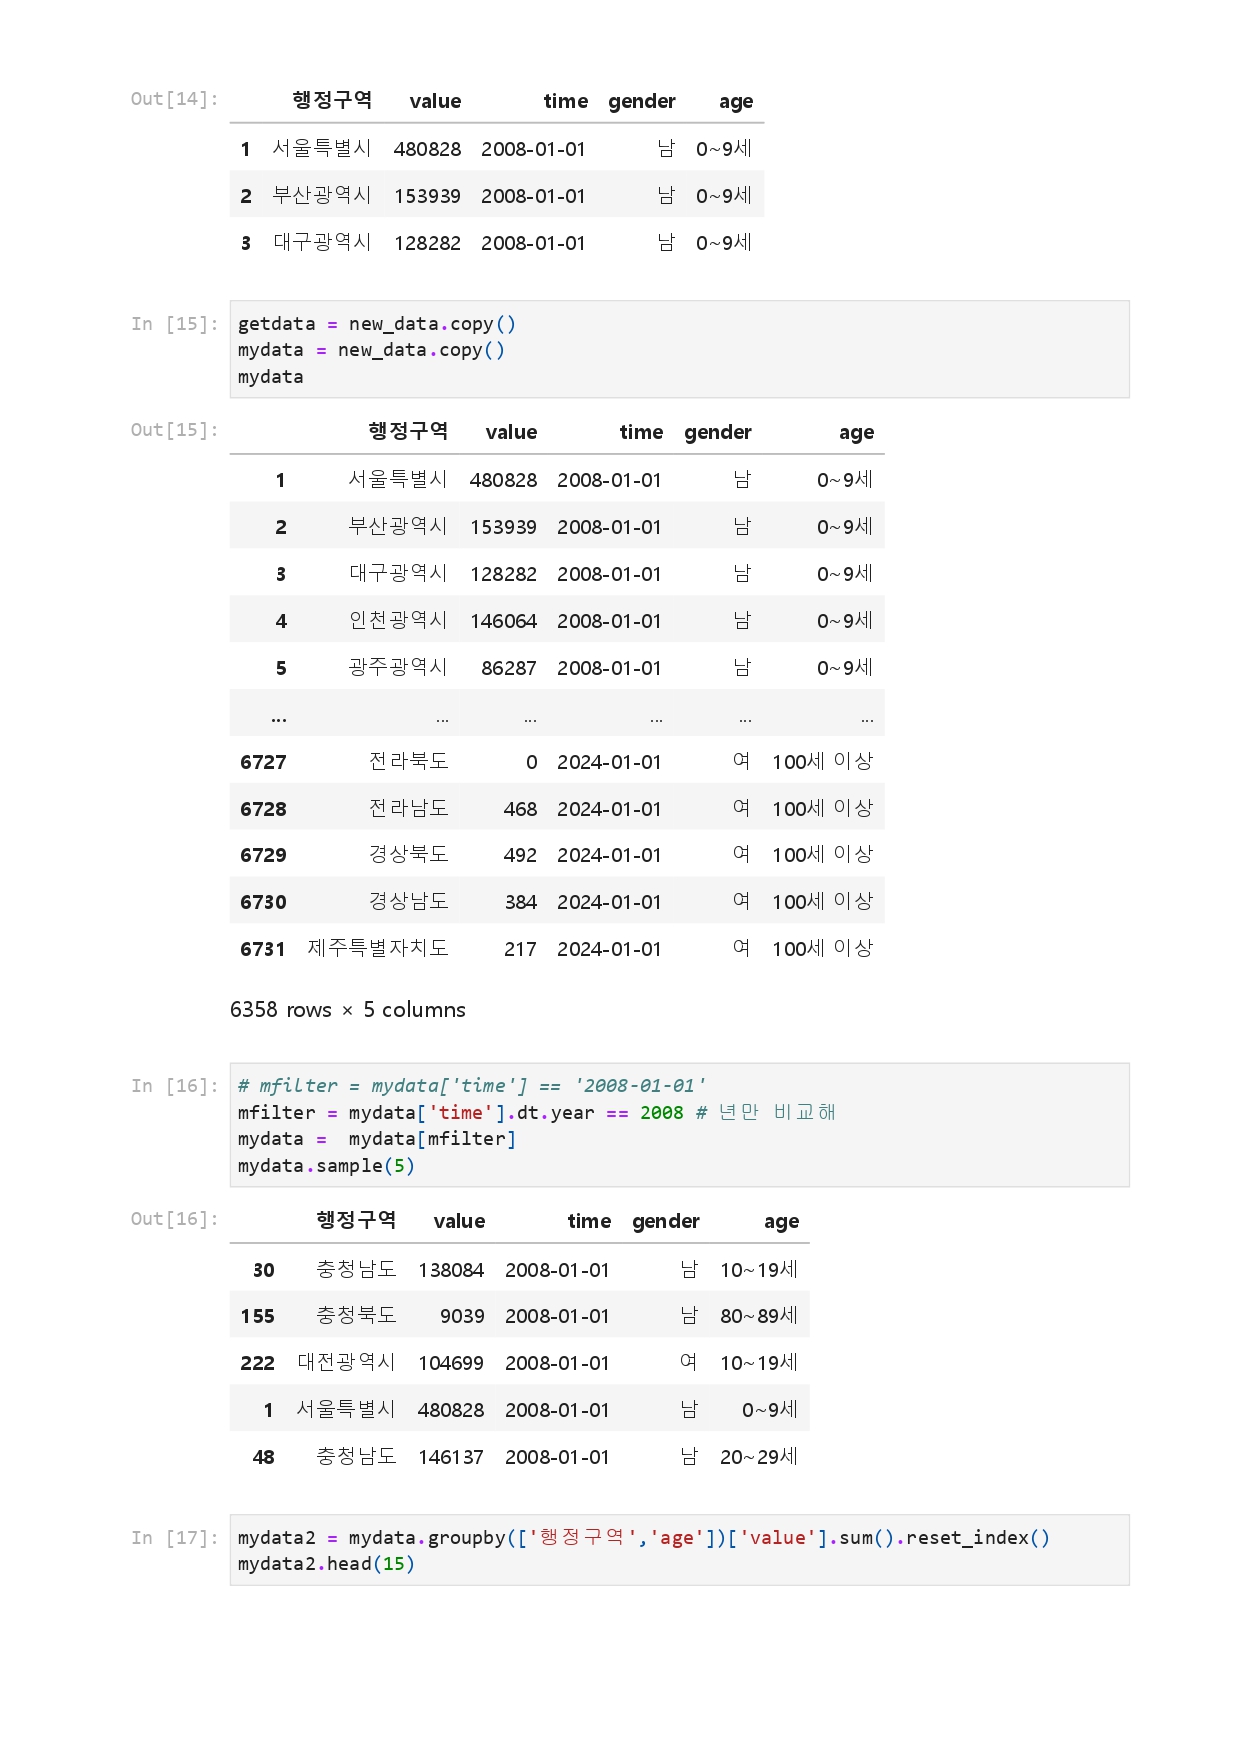 Out[14]: 행정구역 value time gender age
1 서울특별시 480828 2008-01-01 남 0~9세
2 부산광역시 153939 2008-01-01 남 0~9세
3 대구광역시 128282 2008-01-01 남 0~9세
In [15]: getdata = new_data.copy()
mydata = new_data.copy()
mydata
Out[15]: 행정구역 value time gender age
1 서울특별시 480828 2008-01-01 남 0~9세
2 부산광역시 153939 2008-01-01 남 0~9세
3 대구광역시 128282 2008-01-01 남 0~9세
4 인천광역시 146064 2008-01-01 남 0~9세
5 광주광역시 86287 2008-01-01 남 0~9세
... ... ... ... ... ...
6727 전라북도 0 2024-01-01 여 100세 이상
6728 전라남도 468 2024-01-01 여 100세 이상
6729 경상북도 492 2024-01-01 여 100세 이상
6730 경상남도 384 2024-01-01 여 100세 이상
6731 제주특별자치도 217 2024-01-01 여 100세 이상
6358 rows × 5 columns
In [16]: # mfilter = mydata['time'] == '2008-01-01'
mfilter = mydata['time'].dt.year == 2008 # 년만 비교해
mydata =  mydata[mfilter]
mydata.sample(5)
Out[16]: 행정구역 value time gender age
30 충청남도 138084 2008-01-01 남 10~19세
155 충청북도 9039 2008-01-01 남 80~89세
222 대전광역시 104699 2008-01-01 여 10~19세
1 서울특별시 480828 2008-01-01 남 0~9세
48 충청남도 146137 2008-01-01 남 20~29세
In [17]: mydata2 = mydata.groupby(['행정구역','age'])['value'].sum().reset_index()
mydata2.head(15)